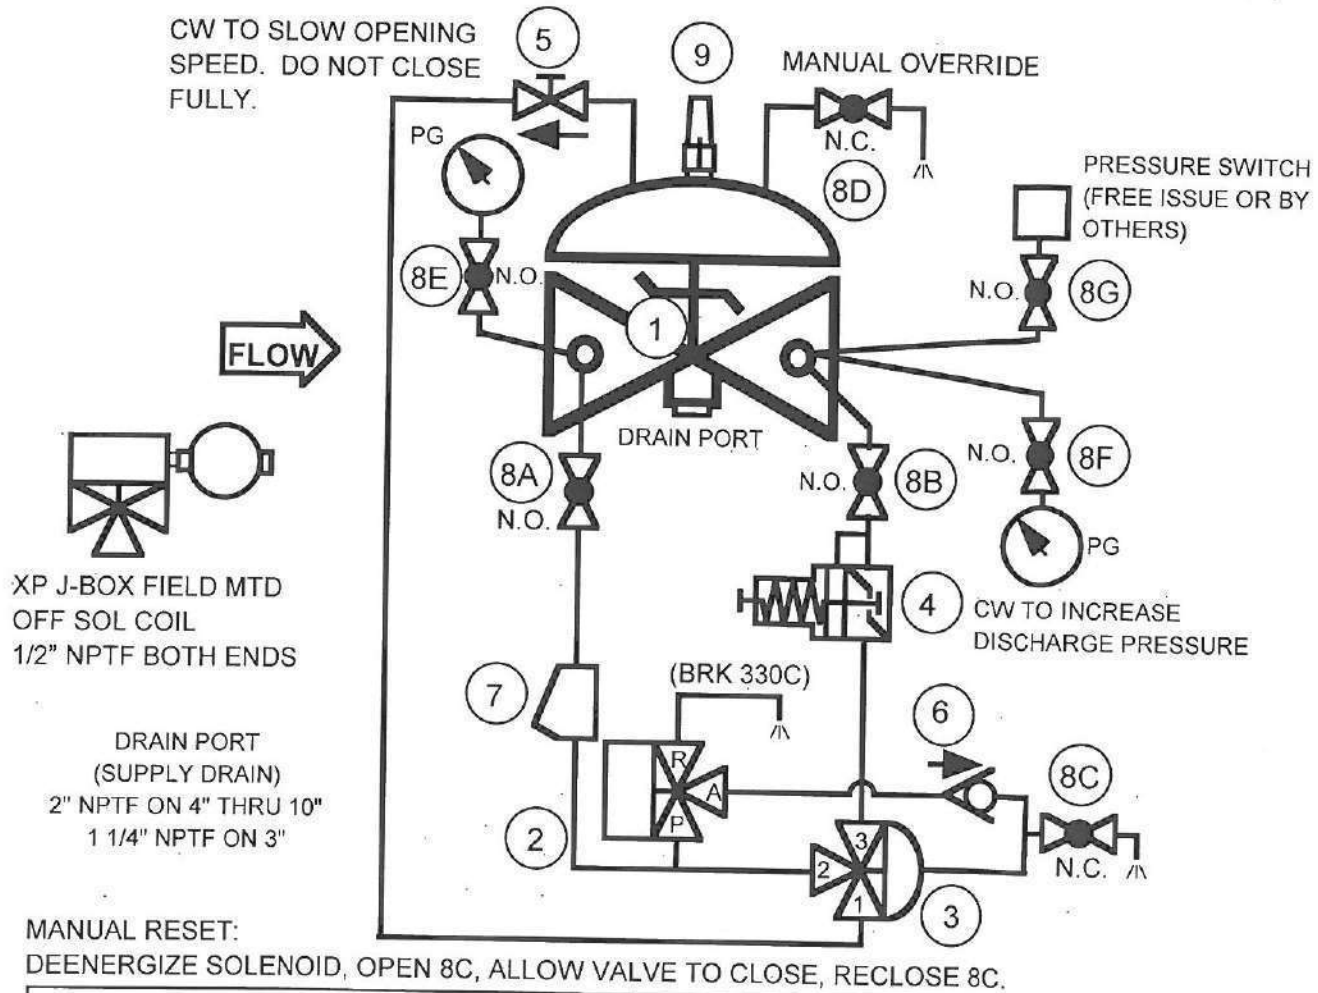 CW TO SLOW OPENING
SPEED. DO NOT CLOSE
FULLY.
5
9
MANUAL OVERRIDE
N.C.
8D
PG
8E
N.O.
PRESSURE SWITCH
(FREE ISSUE OR BY
OTHERS)
N.O.
8G
1
FLOW
DRAIN PORT
8A
N.O.
N.O.
8B
N.O.
8F
PG
XP J-BOX FIELD MTD
OFF SOL COIL
1/2" NPTF BOTH ENDS
4
CW TO INCREASE
DISCHARGE PRESSURE
7
(BRK 330C)
6
DRAIN PORT
(SUPPLY DRAIN)
2" NPTF ON 4" THRU 10"
1 1/4" NPTF ON 3"
R
A
P
8C
N.C.
2
3
2
1
3
MANUAL RESET:
DEENERGIZE SOLENOID, OPEN 8C, ALLOW VALVE TO CLOSE, RECLOSE 8C.